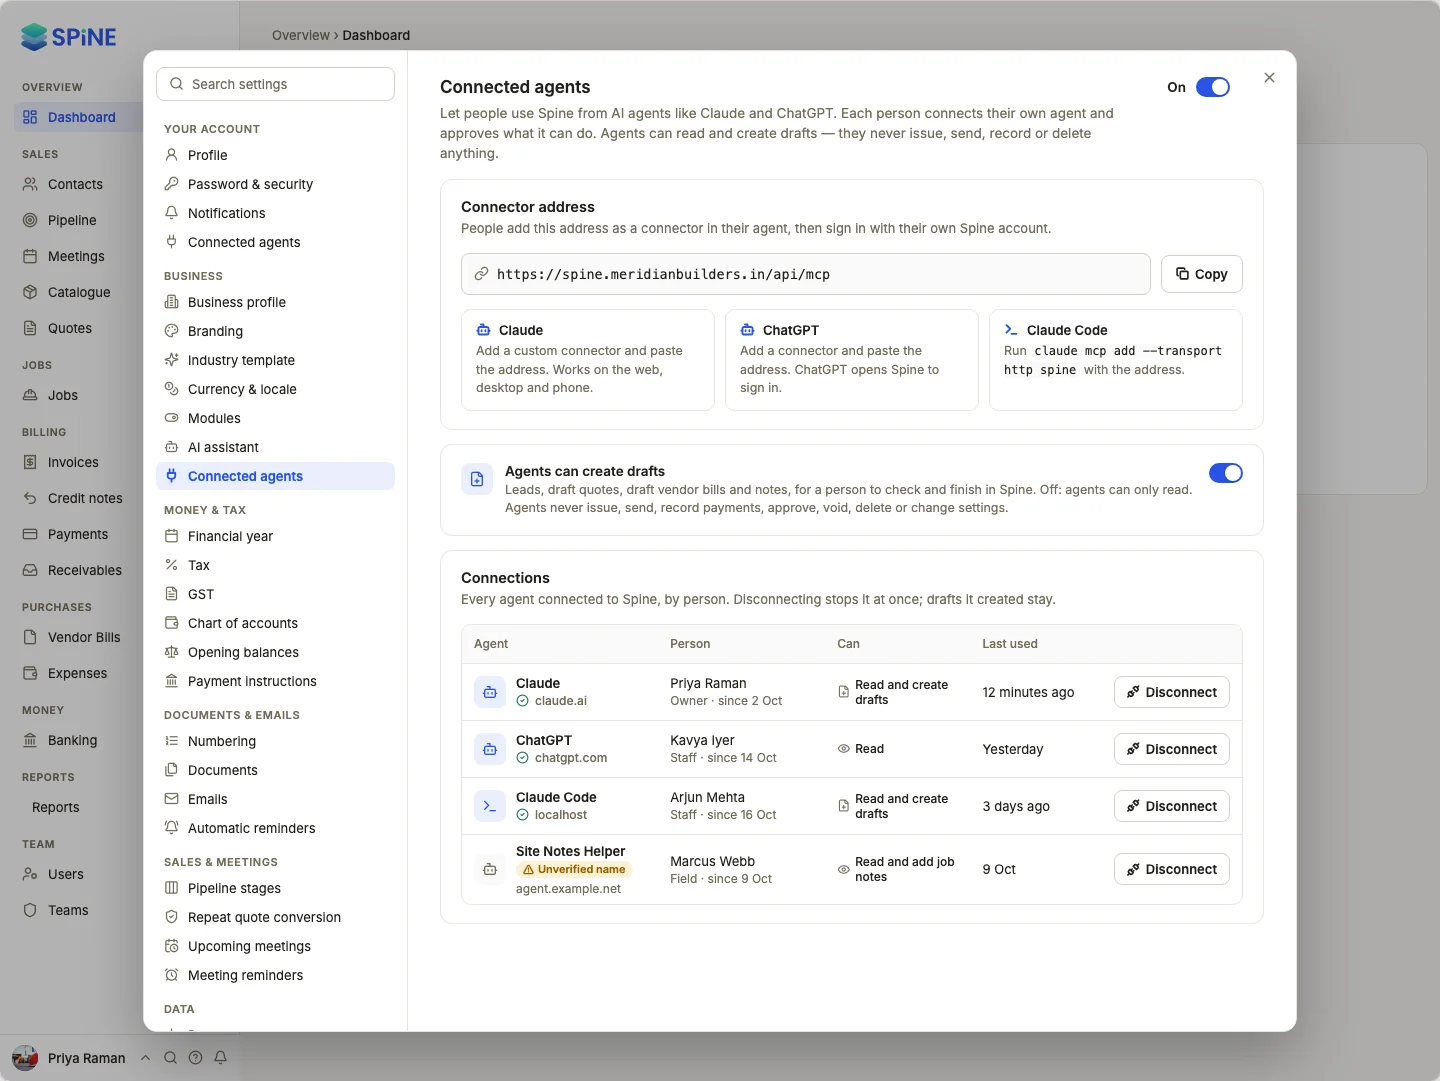 SPiNE
Overview › Dashboard
OVERVIEW
Dashboard
SALES
Contacts
Pipeline
Meetings
Catalogue
Quotes
JOBS
Jobs
BILLING
Invoices
Credit notes
Payments
Receivables
PURCHASES
Vendor Bills
Expenses
MONEY
Banking
REPORTS
Reports
TEAM
Users
Teams
Priya Raman
Search settings
YOUR ACCOUNT
Profile
Password & security
Notifications
Connected agents
BUSINESS
Business profile
Branding
Industry template
Currency & locale
Modules
AI assistant
Connected agents
MONEY & TAX
Financial year
Tax
GST
Chart of accounts
Opening balances
Payment instructions
DOCUMENTS & EMAILS
Numbering
Documents
Emails
Automatic reminders
SALES & MEETINGS
Pipeline stages
Repeat quote conversion
Upcoming meetings
Meeting reminders
DATA
Connected agents
On
Let people use Spine from AI agents like Claude and ChatGPT. Each person connects their own agent and
approves what it can do. Agents can read and create drafts — they never issue, send, record or delete
anything.
Connector address
People add this address as a connector in their agent, then sign in with their own Spine account.
https://spine.meridianbuilders.in/api/mcp
Copy
Claude
Add a custom connector and paste
the address. Works on the web,
desktop and phone.
ChatGPT
Add a connector and paste the
address. ChatGPT opens Spine to
sign in.
Claude Code
Run claude mcp add --transport
http spine with the address.
Agents can create drafts
Leads, draft quotes, draft vendor bills and notes, for a person to check and finish in Spine. Off: agents can only read.
Agents never issue, send, record payments, approve, void, delete or change settings.
Connections
Every agent connected to Spine, by person. Disconnecting stops it at once; drafts it created stay.
Agent Person Can Last used
Claude
claude.ai
Priya Raman
Owner · since 2 Oct
Read and create
drafts
12 minutes ago
Disconnect
ChatGPT
chatgpt.com
Kavya Iyer
Staff · since 14 Oct
Read
Yesterday
Disconnect
Claude Code
localhost
Arjun Mehta
Staff · since 16 Oct
Read and create
drafts
3 days ago
Disconnect
Site Notes Helper
Unverified name
agent.example.net
Marcus Webb
Field · since 9 Oct
Read and add job
notes
9 Oct
Disconnect